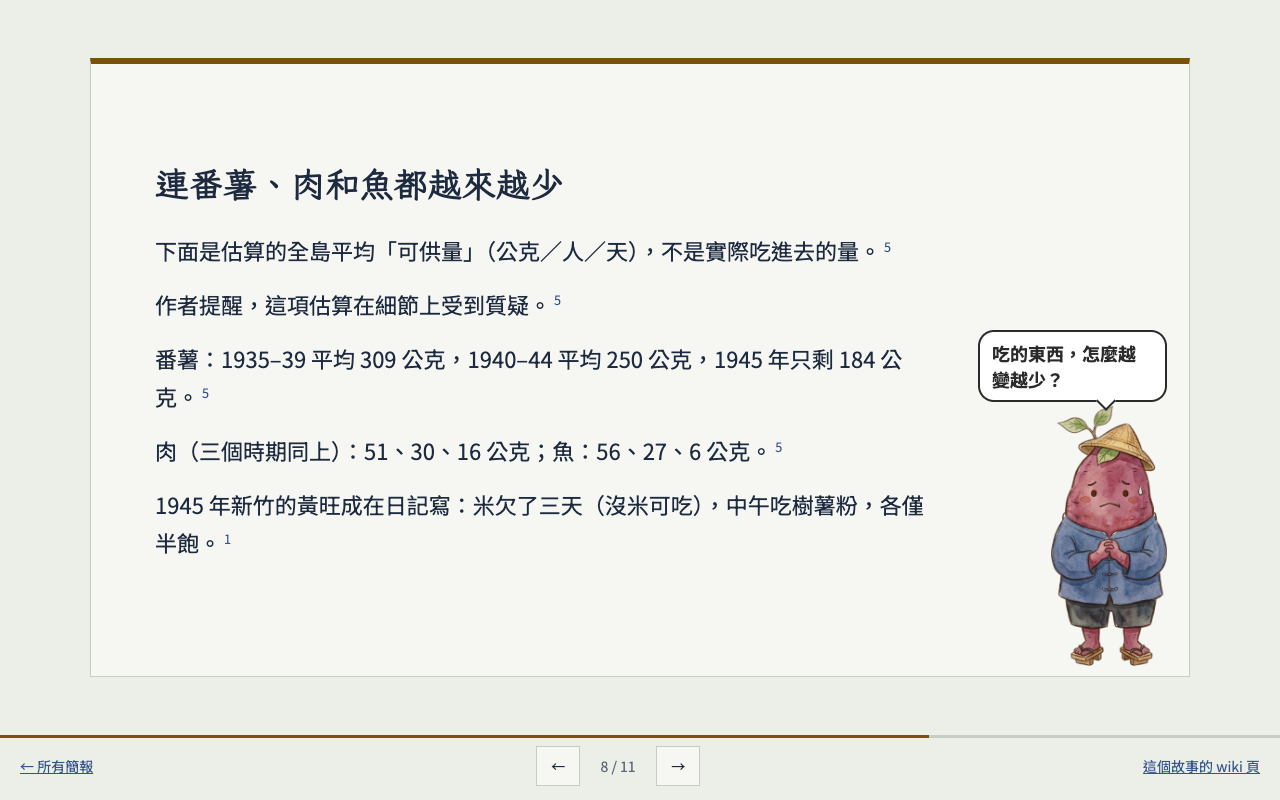 連番薯、肉和魚都越來越少
下面是估算的全島平均「可供量」（公克／人／天），不是實際吃進去的量。5
作者提醒，這項估算在細節上受到質疑。5
番薯：1935–39 平均 309 公克，1940–44 平均 250 公克，1945 年只剩 184 公
克。5
肉（三個時期同上）：51、30、16 公克；魚：56、27、6 公克。5
1945 年新竹的黃旺成在日記寫：米欠了三天（沒米可吃），中午吃樹薯粉，各僅
半飽。1
吃的東西，怎麼越
變越少？
← 所有簡報
←
8 / 11
→
這個故事的 wiki 頁